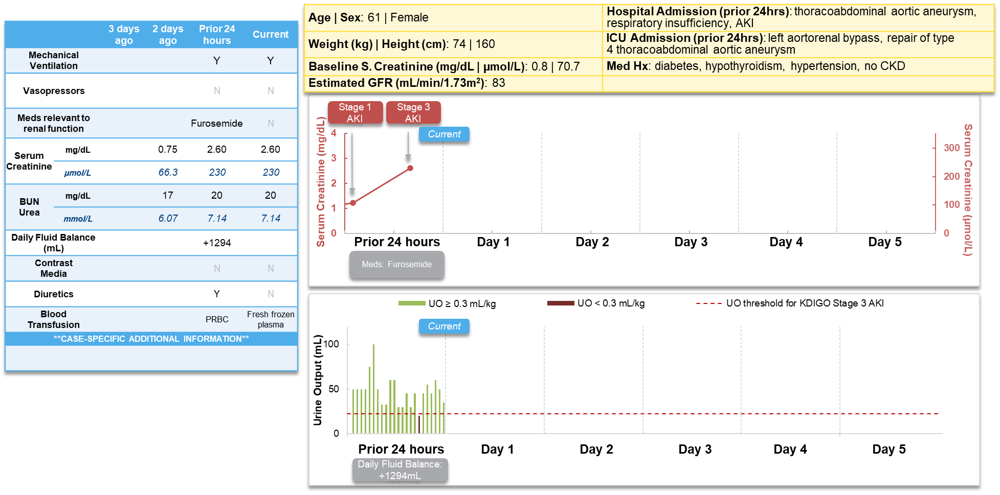 3 days ago
2 days ago
Prior 24 hours
Current
Mechanical Ventilation
Y
Y
Vasopressors
N
N
Meds relevant to renal function
Furosemide
N
Serum Creatinine
mg/dL
0.75
2.60
2.60
µmol/L
66.3
230
230
BUN Urea
mg/dL
17
20
20
mmol/L
6.07
7.14
7.14
Daily Fluid Balance (mL)
+1294
Contrast Media
N
N
Diuretics
Y
N
Blood Transfusion
PRBC
Fresh frozen plasma
**CASE-SPECIFIC ADDITIONAL INFORMATION**
Age | Sex: 61 | Female
Hospital Admission (prior 24hrs): thoracoabdominal aortic aneurysm,
respiratory insufficiency, AKI
Weight (kg) | Height (cm): 74 | 160
ICU Admission (prior 24hrs): left aortorenal bypass, repair of type
4 thoracoabdominal aortic aneurysm
Baseline S. Creatinine (mg/dL | µmol/L): 0.8 | 70.7
Med Hx: diabetes, hypothyroidism, hypertension, no CKD
Estimated GFR (mL/min/1.73m²): 83
Stage 1 AKI
Stage 3 AKI
Current
Serum Creatinine (mg/dL)
4
3
2
1
0
Serum Creatinine (µmol/L)
300
200
100
0
Prior 24 hours
Day 1
Day 2
Day 3
Day 4
Day 5
Meds: Furosemide
UO ≥ 0.3 mL/kg
UO < 0.3 mL/kg
UO threshold for KDIGO Stage 3 AKI
Current
Urine Output (mL)
100
50
0
Prior 24 hours
Day 1
Day 2
Day 3
Day 4
Day 5
Daily Fluid Balance:
+1294mL